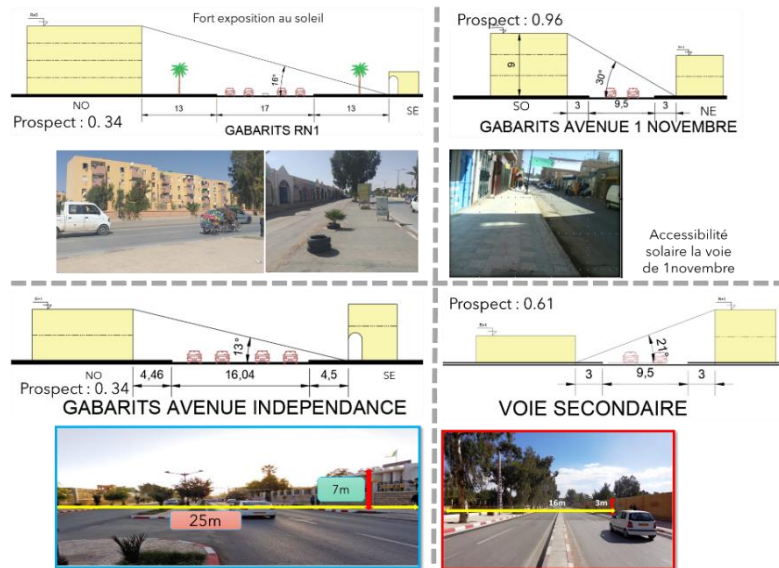 Fort exposition au soleil
16°
NO
SE
13
17
13
Prospect : 0. 34
GABARITS RN1
Prospect : 0.96
9
30°
SO
3
9,5
3
NE
GABARITS AVENUE 1 NOVEMBRE
Accessibilité
solaire la voie
de 1novembre
13°
NO
4,46
16,04
4,5
SE
Prospect : 0. 34
GABARITS AVENUE INDEPENDANCE
7m
25m
Prospect : 0.61
21°
3
9,5
3
VOIE SECONDAIRE
16m
3m